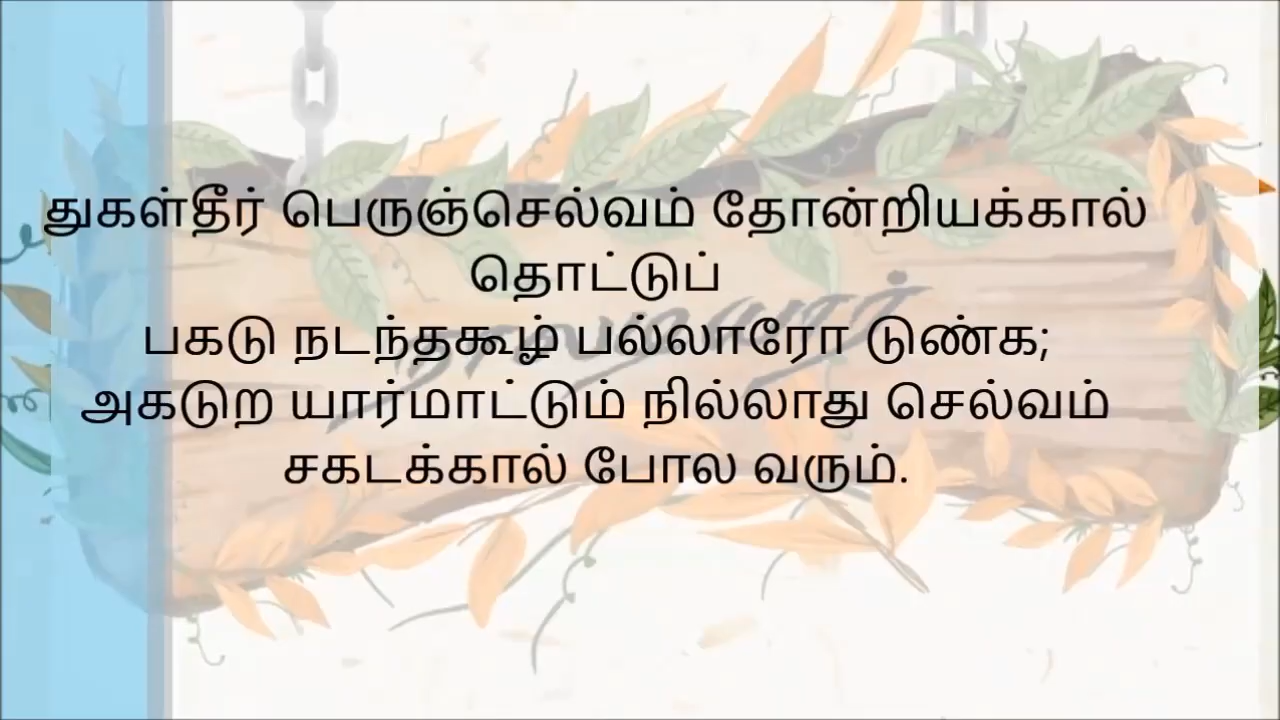 துகள்தீர் பெருஞ்செல்வம் தோன்றியக்கால்
தொட்டுப்
பகடு நடந்தகூழ் பல்லாரோ டுண்க;
அகடுற யார்மாட்டும் நில்லாது செல்வம்
சகடக்கால் போல வரும்.